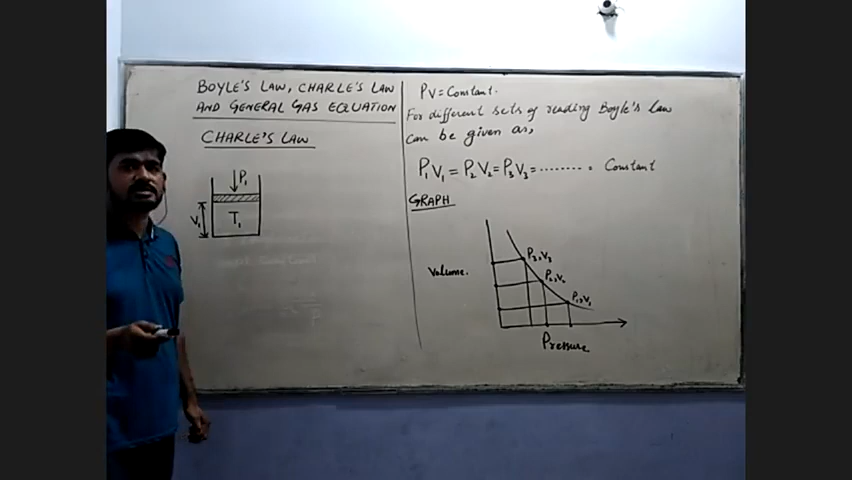 BOYLE'S LAW, CHARLE'S LAW
AND GENERAL GAS EQUATION
CHARLE'S LAW
P₁
V₁
T₁
PV = Constant.
For different sets of reading Boyle's law
can be given as,
P₁V₁ = P₂V₂ = P₃V₃ = ........ = Constant
GRAPH
Volume.
P₃,V₃
P₂,V₂
P₁,V₁
Pressure